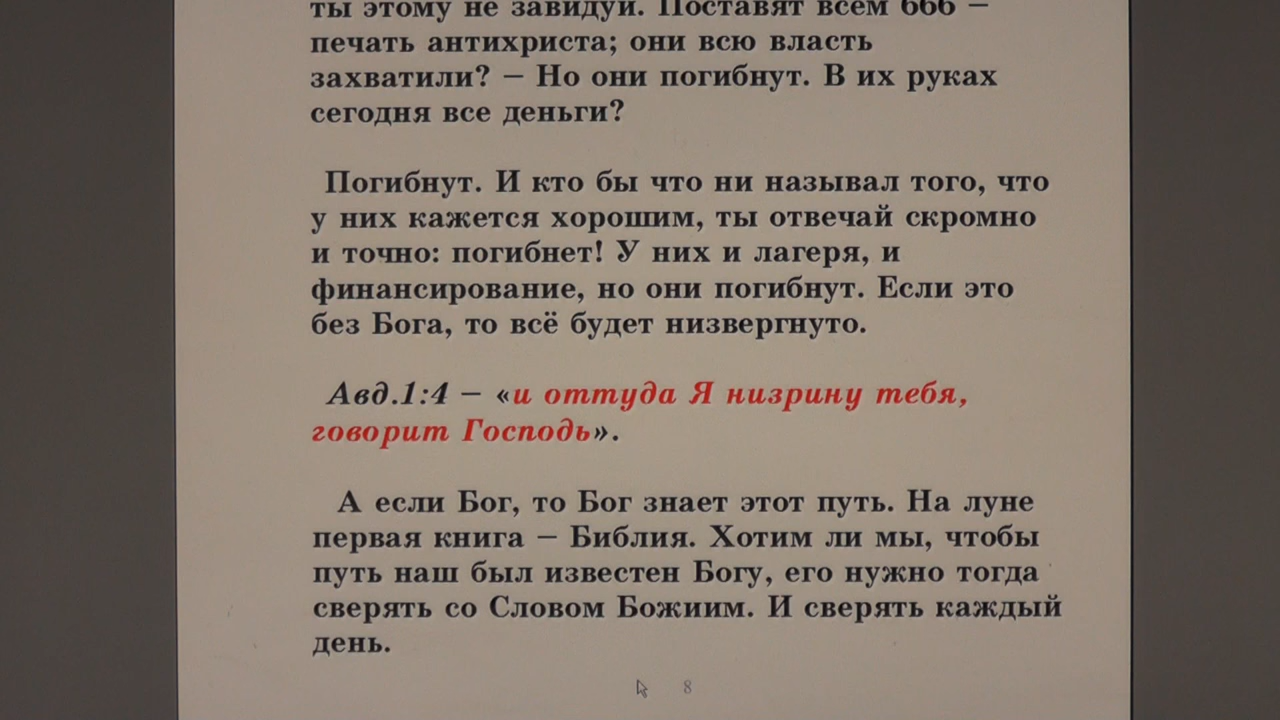 ты этому не завидуй. Поставят всем 666 –
печать антихриста; они всю власть
захватили? – Но они погибнут. В их руках
сегодня все деньги?
Погибнут. И кто бы что ни называл того, что
у них кажется хорошим, ты отвечай скромно
и точно: погибнет! У них и лагеря, и
финансирование, но они погибнут. Если это
без Бога, то всё будет низвергнуто.
Авд.1:4 – «и оттуда Я низрину тебя,
говорит Господь».
А если Бог, то Бог знает этот путь. На луне
первая книга – Библия. Хотим ли мы, чтобы
путь наш был известен Богу, его нужно тогда
сверять со Словом Божиим. И сверять каждый
день.
8